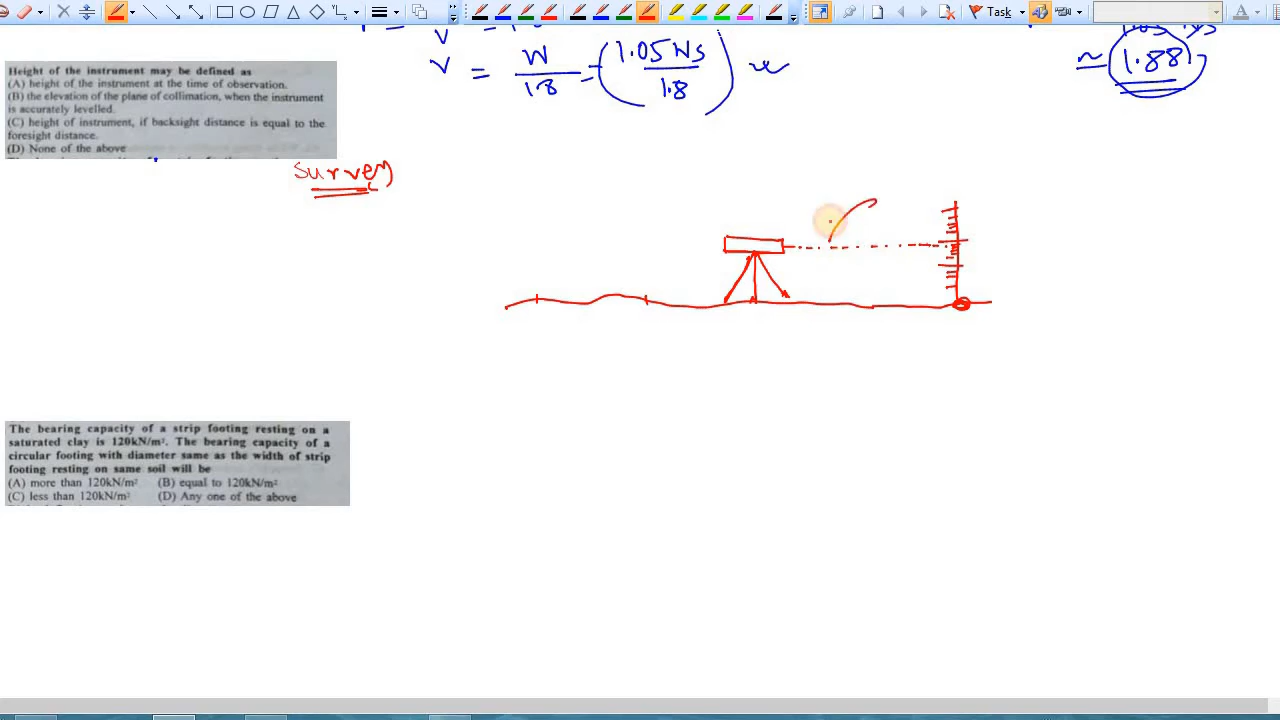 Task
V = W/1.8 = (1.05 Ws/1.8)
≈ 1.88
Height of the instrument may be defined as
(A) height of the instrument at the time of observation.
(B) the elevation of the plane of collimation, when the instrument
is accurately levelled.
(C) height of instrument, if backsight distance is equal to the
foresight distance.
(D) None of the above
Survey
The bearing capacity of a strip footing resting on a
saturated clay is 120kN/m². The bearing capacity of a
circular footing with diameter same as the width of strip
footing resting on same soil will be
(A) more than 120kN/m² (B) equal to 120kN/m²
(C) less than 120kN/m² (D) Any one of the above